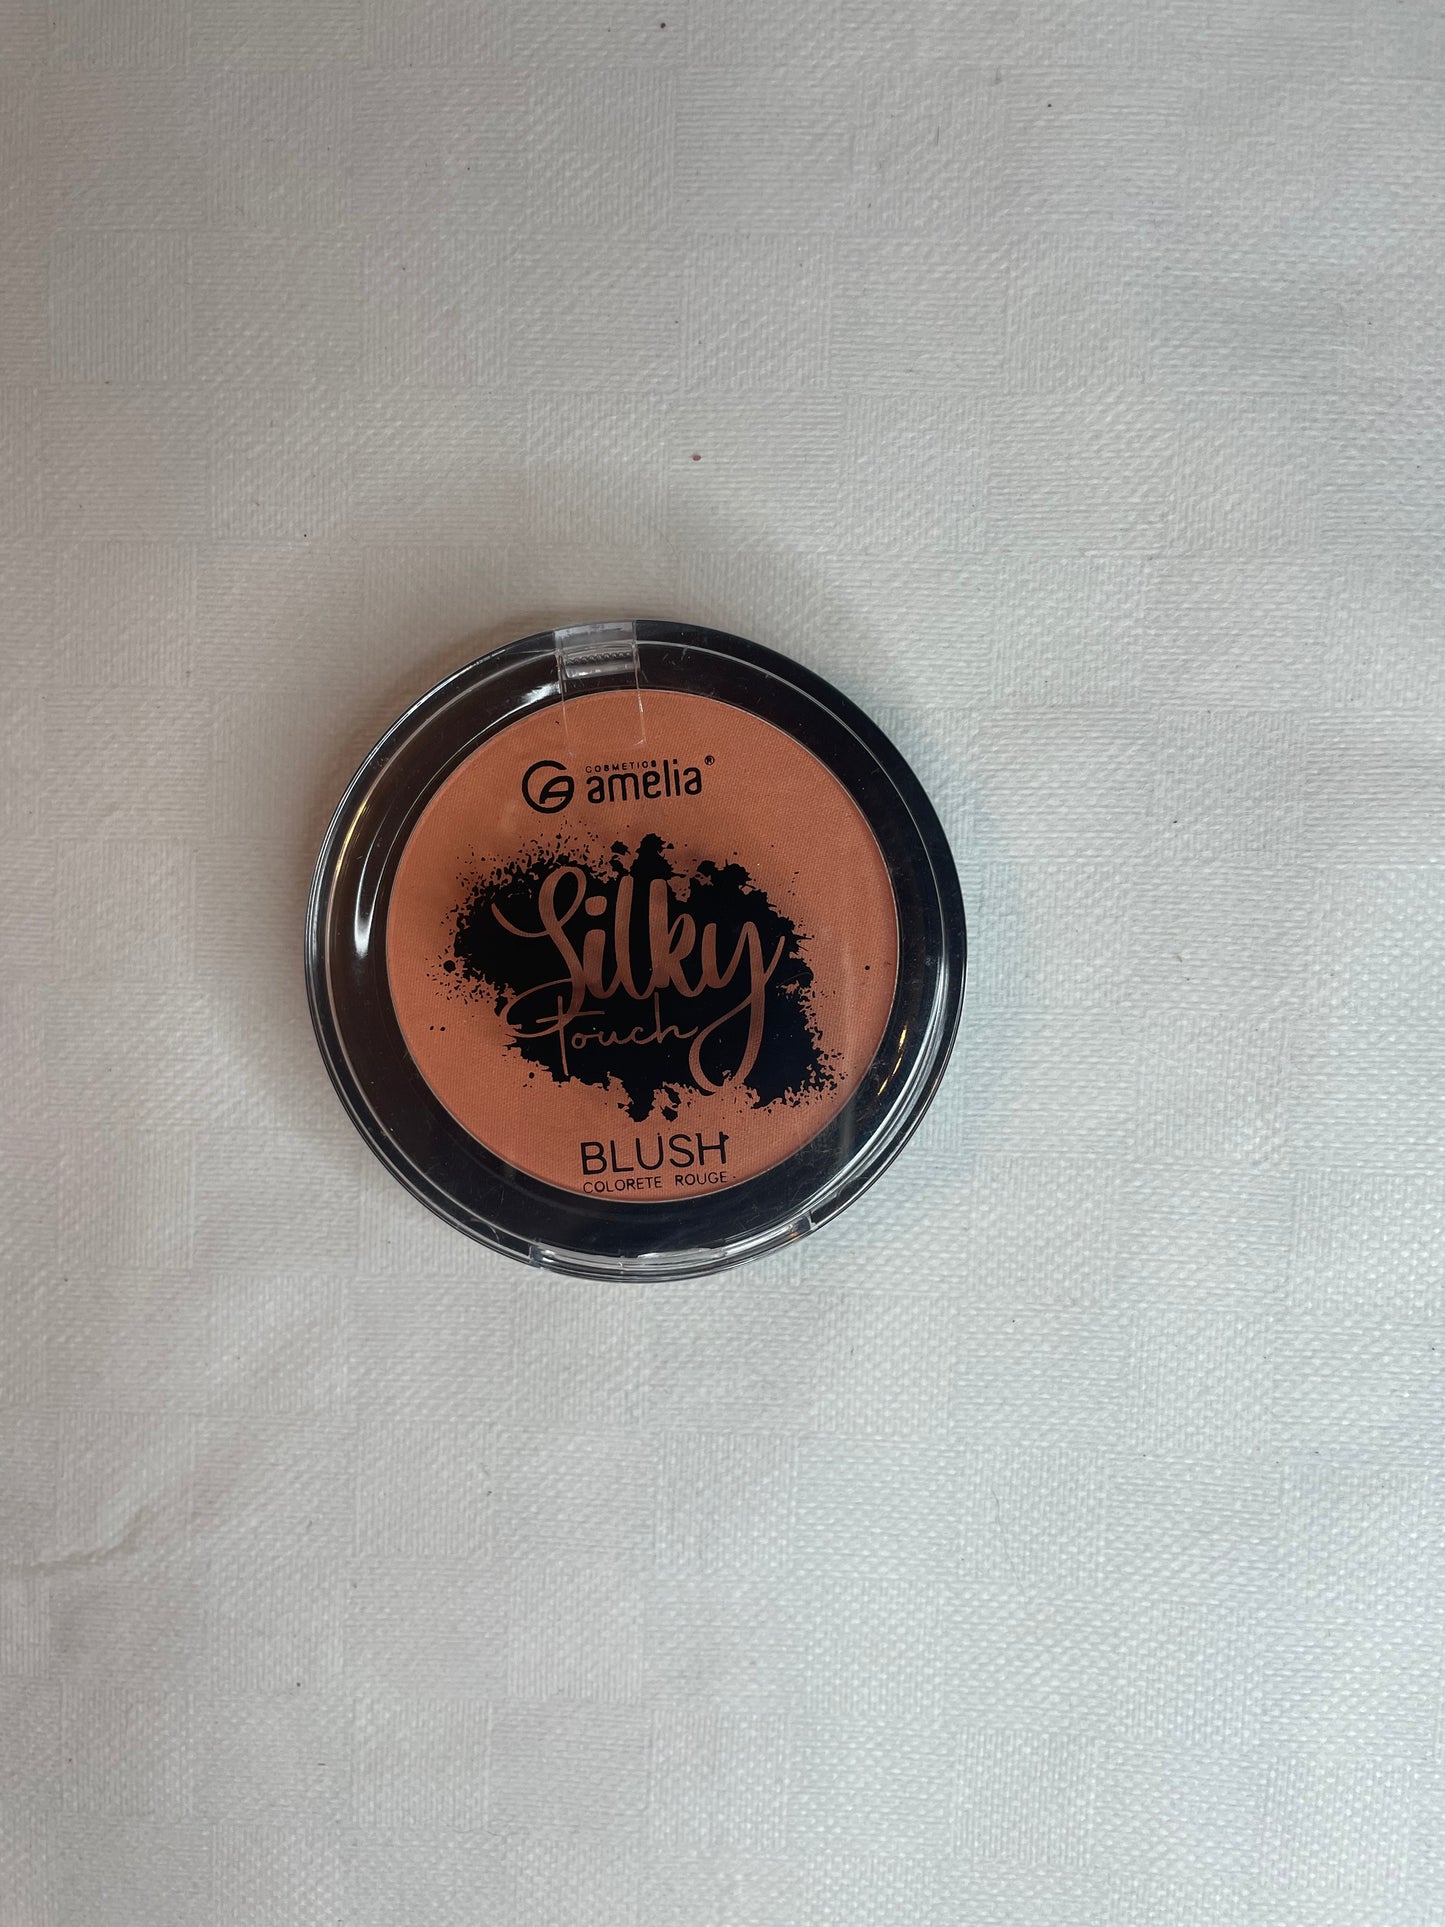 COSMETICS
amelia®
Silky
Touch
BLUSH
COLORETE ROUGE